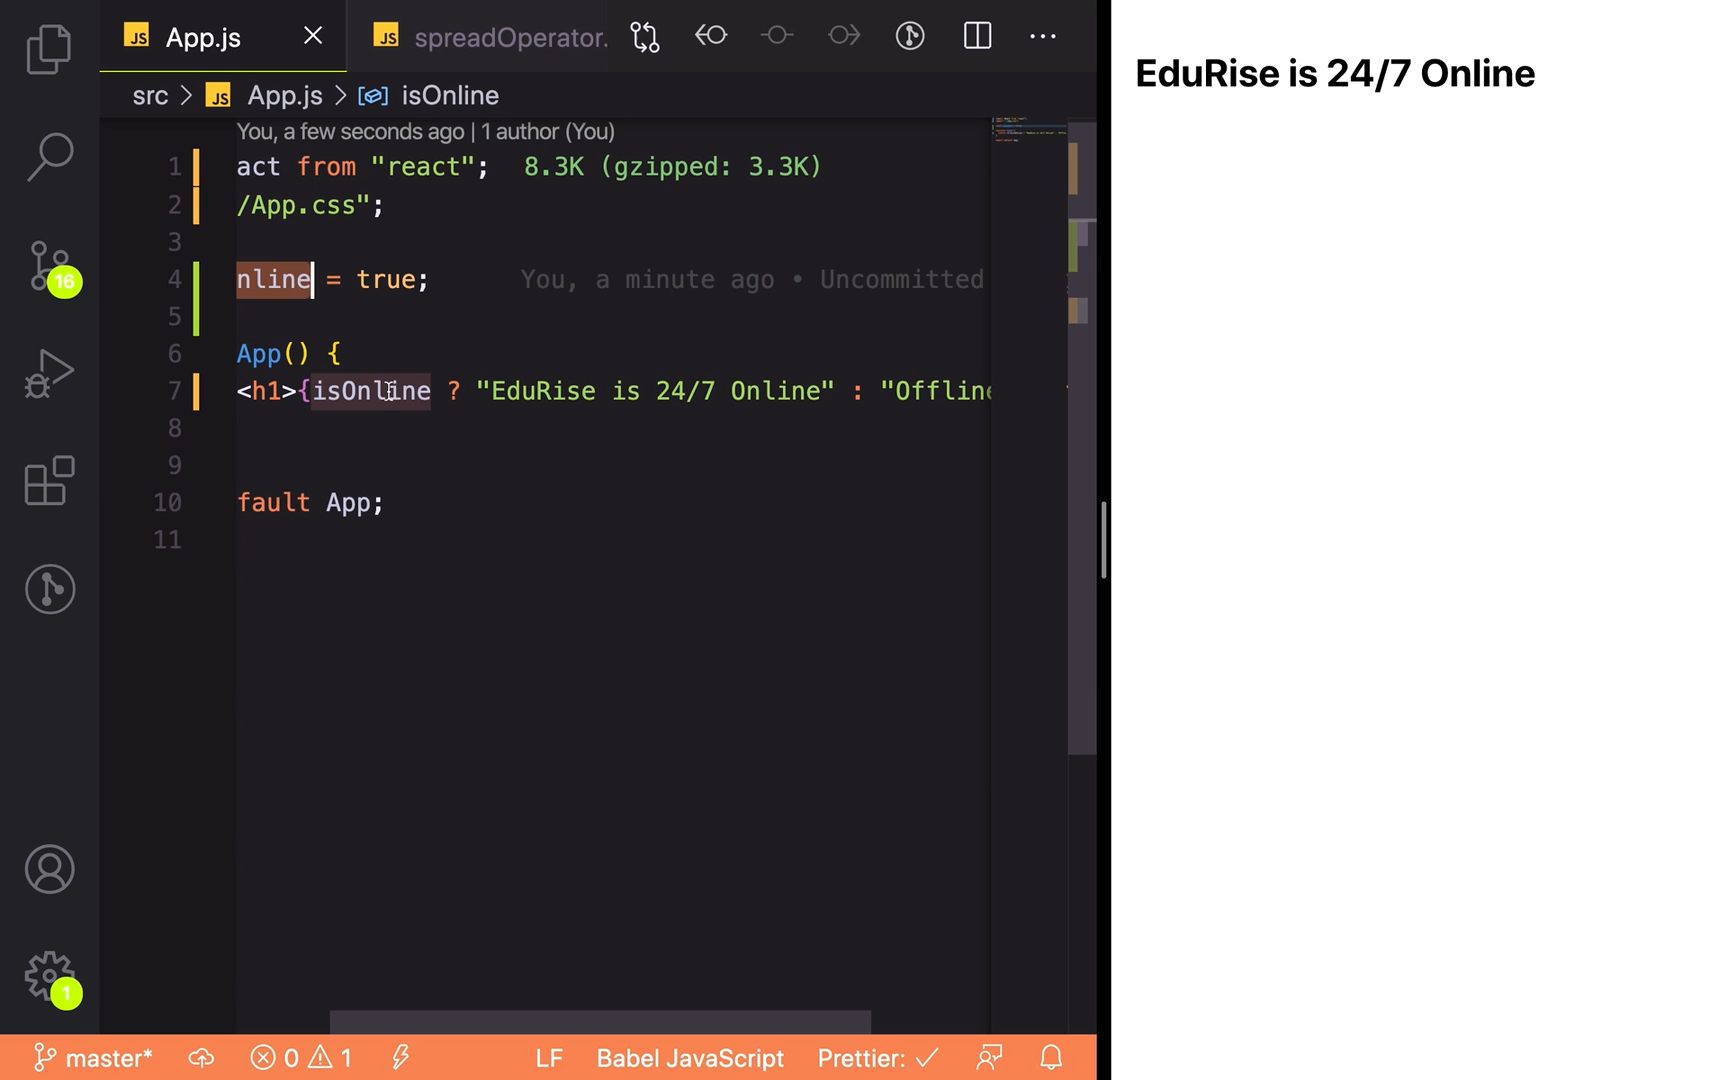 JS App.js
JS spreadOperator.
src > JS App.js > isOnline
You, a few seconds ago | 1 author (You)
1 act from "react"; 8.3K (gzipped: 3.3K)
2 /App.css";
3
4 nline = true; You, a minute ago • Uncommitted
5
6 App() {
7 <h1>{isOnline ? "EduRise is 24/7 Online" : "Offline
8
9
10 fault App;
11
16
1
master* 0 1 LF Babel JavaScript Prettier: ✓
EduRise is 24/7 Online